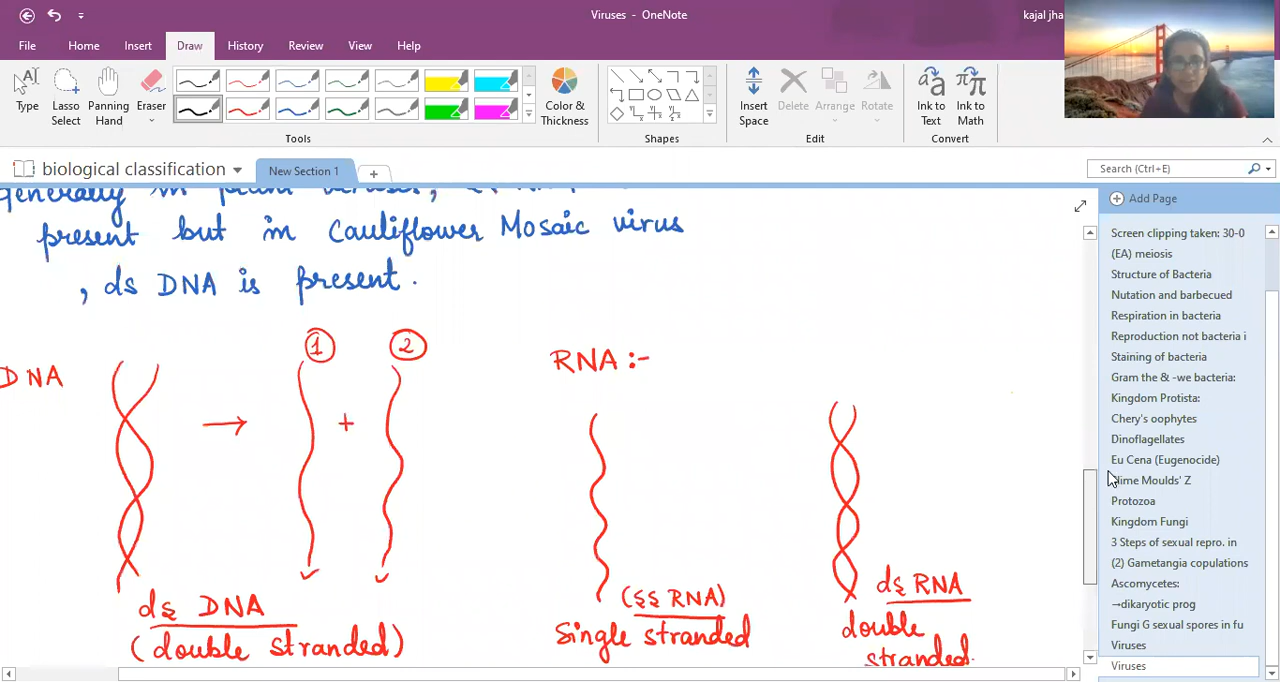 Viruses - OneNote
kajal jha
File Home Insert Draw History Review View Help
Type
Lasso Select
Panning Hand
Eraser
Color & Thickness
Insert Space
Delete
Arrange
Rotate
Ink to Text
Ink to Math
Tools
Shapes
Edit
Convert
biological classification
New Section 1
Search (Ctrl+E)
Add Page
Generally in plant viruses,
present but in Cauliflower Mosaic virus
, ds DNA is present.
DNA
1
+
2
ds DNA
(double stranded)
RNA :-
(ss RNA)
Single stranded
ds RNA
double
stranded
Screen clipping taken: 30-0
(EA) meiosis
Structure of Bacteria
Nutation and barbecued
Respiration in bacteria
Reproduction not bacteria i
Staining of bacteria
Gram the & -we bacteria:
Kingdom Protista:
Chery's oophytes
Dinoflagellates
Eu Cena (Eugenocide)
lime Moulds' Z
Protozoa
Kingdom Fungi
3 Steps of sexual repro. in
(2) Gametangia copulations
Ascomycetes:
→dikaryotic prog
Fungi G sexual spores in fu
Viruses
Viruses